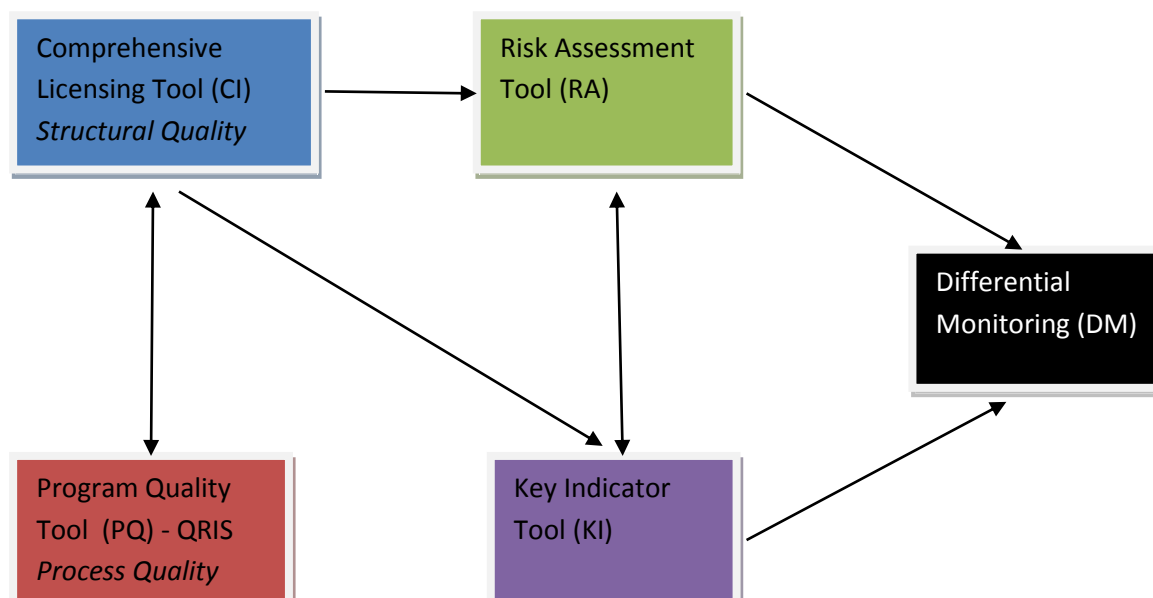 Comprehensive
Licensing Tool (CI)
Structural Quality
Risk Assessment
Tool (RA)
Differential
Monitoring (DM)
Program Quality
Tool  (PQ) - QRIS
Process Quality
Key Indicator
Tool (KI)